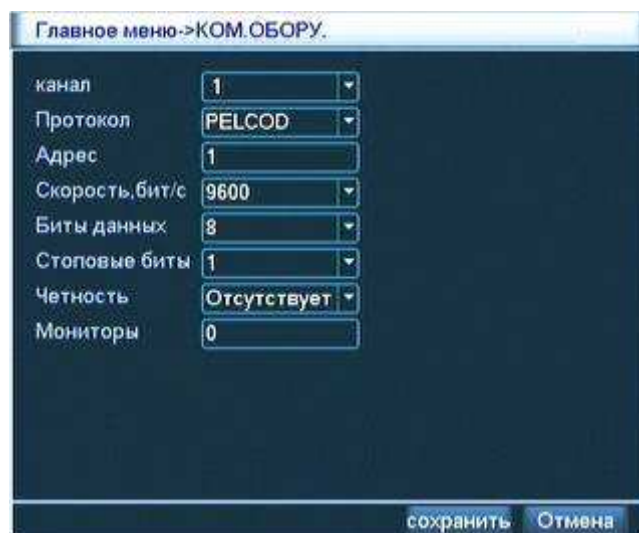 Главное меню->КОМ.ОБОРУ.
канал 1
Протокол PELCOD
Адрес 1
Скорость,бит/с 9600
Биты данных 8
Стоповые биты 1
Четность Отсутствует
Мониторы 0
сохранить Отмена